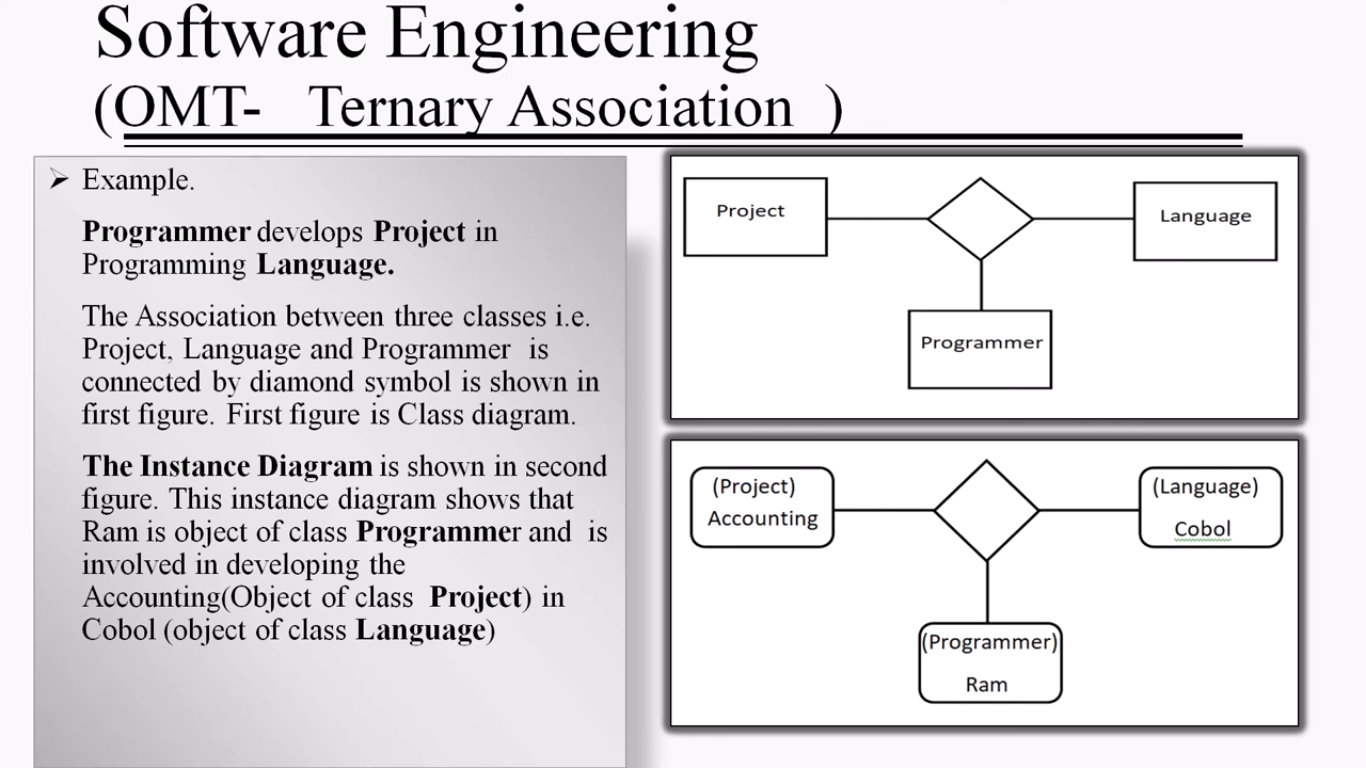 Software Engineering
(OMT- Ternary Association )
Example.
Programmer develops Project in
Programming Language.
The Association between three classes i.e.
Project, Language and Programmer is
connected by diamond symbol is shown in
first figure. First figure is Class diagram.
The Instance Diagram is shown in second
figure. This instance diagram shows that
Ram is object of class Programmer and is
involved in developing the
Accounting(Object of class Project) in
Cobol (object of class Language)
Project
Language
Programmer
(Project)
Accounting
(Language)
Cobol
(Programmer)
Ram